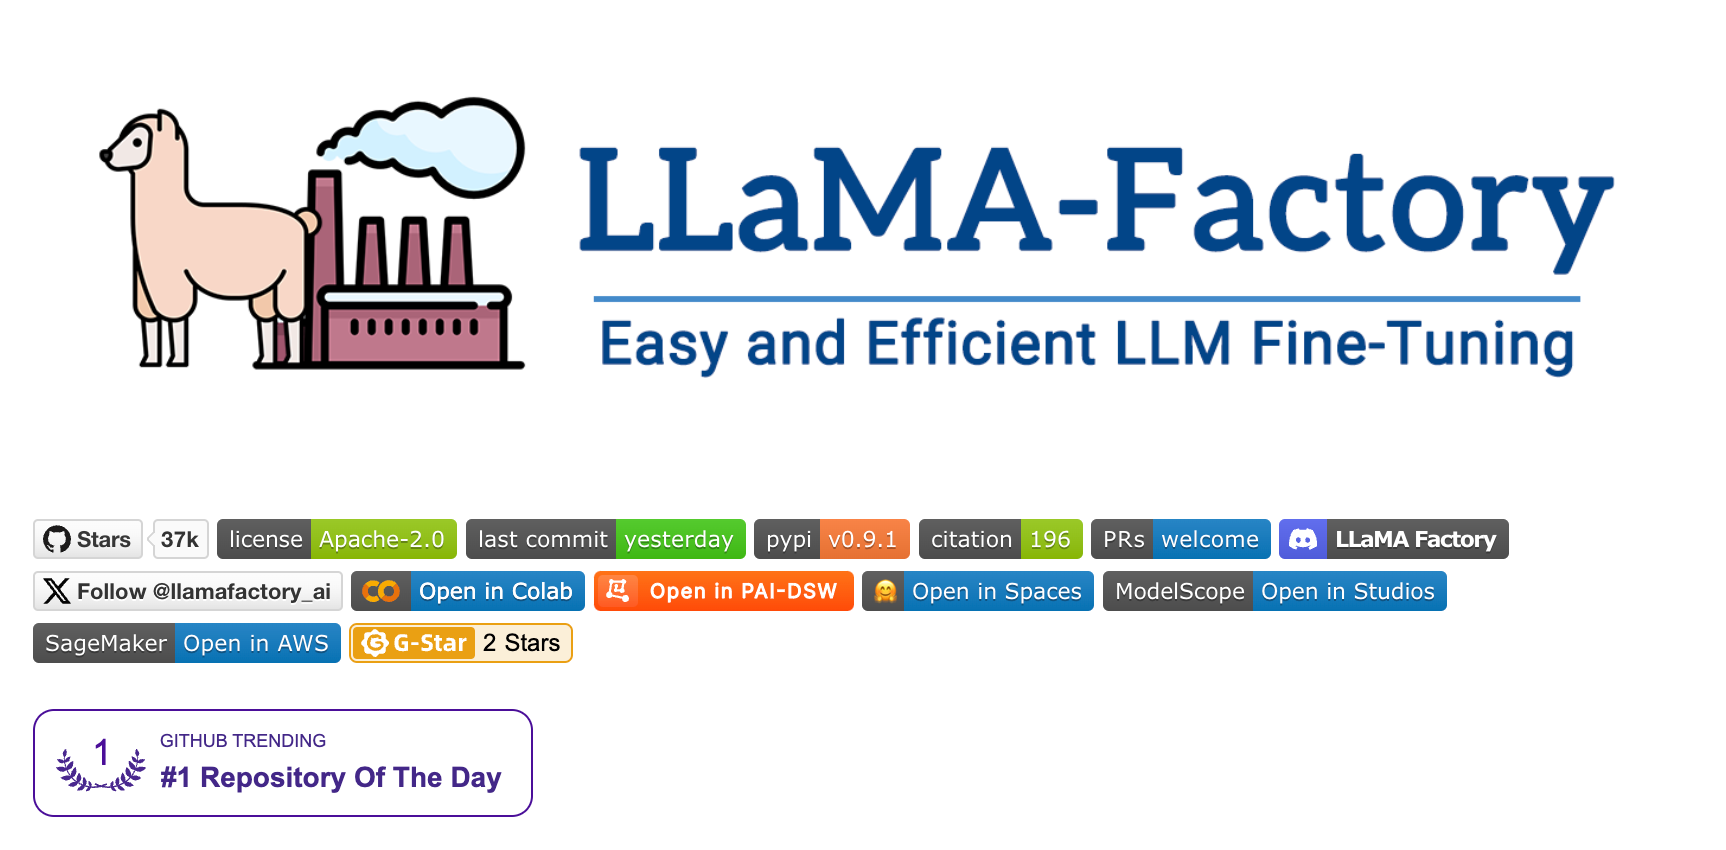 LLaMA-Factory
Easy and Efficient LLM Fine-Tuning
Stars 37k license Apache-2.0 last commit yesterday pypi v0.9.1 citation 196 PRs welcome LLaMA Factory
Follow @llamafactory_ai Open in Colab Open in PAI-DSW Open in Spaces ModelScope Open in Studios
SageMaker Open in AWS G-Star 2 Stars
1 GITHUB TRENDING
#1 Repository Of The Day